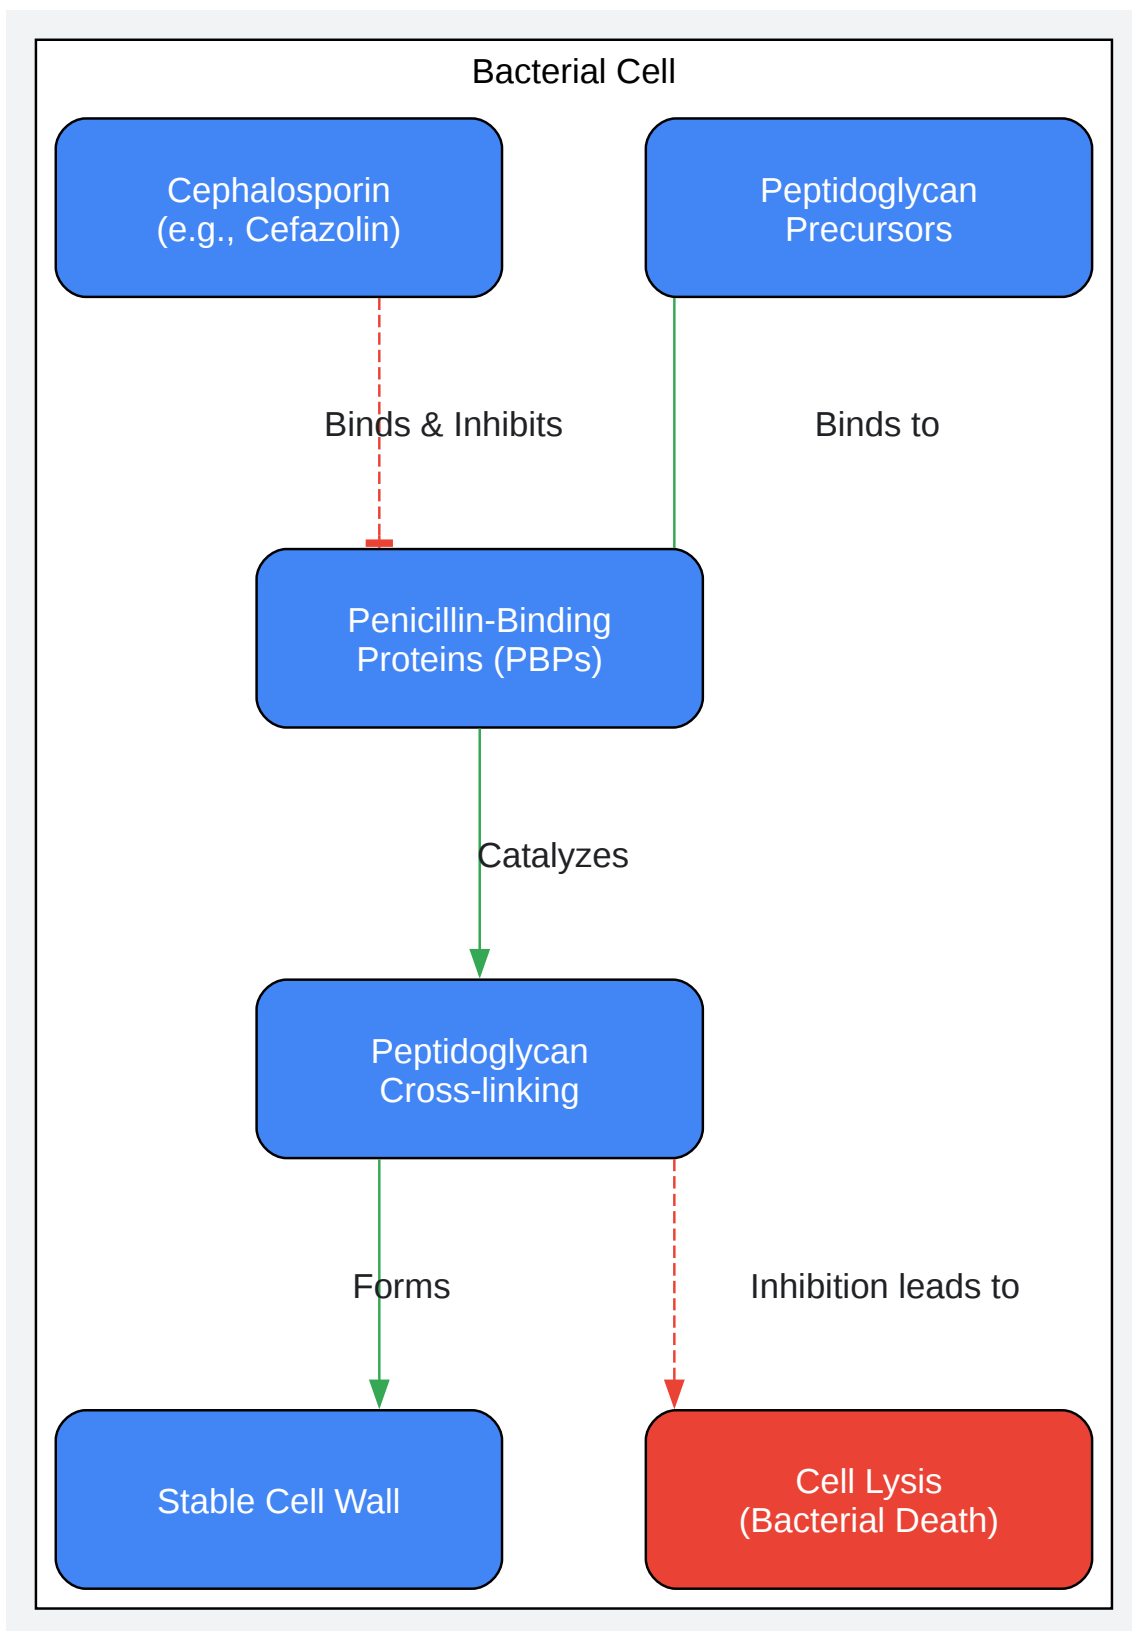 Bacterial Cell
Cephalosporin
(e.g., Cefazolin)
Peptidoglycan
Precursors
Binds & Inhibits
Binds to
Penicillin-Binding
Proteins (PBPs)
Catalyzes
Peptidoglycan
Cross-linking
Forms
Inhibition leads to
Stable Cell Wall
Cell Lysis
(Bacterial Death)